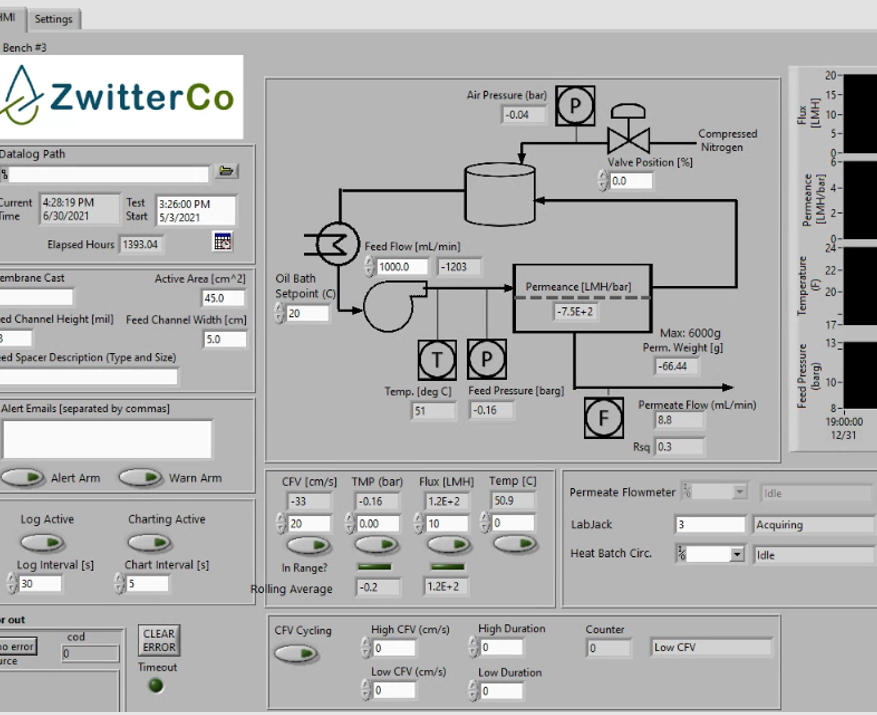 HMI Settings
Bench #3
ZwitterCo
Datalog Path
%
Current Time 4:28:19 PM 6/30/2021 Test Start 3:26:00 PM 5/3/2021
Elapsed Hours 1393.04
embrane Cast Active Area [cm^2]
45.0
ed Channel Height [mil] Feed Channel Width [cm]
5.0
ed Spacer Description (Type and Size)
Alert Emails [separated by commas]
Alert Arm Warn Arm
Log Active Charting Active
Log Interval [s] Chart Interval [s]
30 5
r out
no error
urce
cod
0
CLEAR ERROR
Timeout
Air Pressure (bar)
-0.04
P
Compressed Nitrogen
Valve Position [%]
0.0
Feed Flow [mL/min]
1000.0 -1203
Oil Bath Setpoint (C)
20
Permeance [LMH/bar]
-7.5E+2
T P
Temp. [deg C] Feed Pressure [barg]
51 -0.16
Max: 6000g
Perm. Weight [g]
-66.44
F
Permeate Flow (mL/min)
8.8
Rsq 0.3
CFV [cm/s] TMP (bar) Flux [LMH] Temp [C]
-33 -0.16 1.2E+2 50.9
20 0.00 10 0
In Range?
Rolling Average -0.2 1.2E+2
Permeate Flowmeter Idle
LabJack 3 Acquiring
Heat Batch Circ. Idle
CFV Cycling
High CFV (cm/s) High Duration Counter
0 0 0 Low CFV
Low CFV (cm/s) Low Duration
0 0
Flux [LMH]
20
15
10
5
0
Permeance [LMH/bar]
6
4
2
0
Temperature (F)
24
22
20
17
Feed Pressure (barg)
13
10
8
19:00:00
12/31